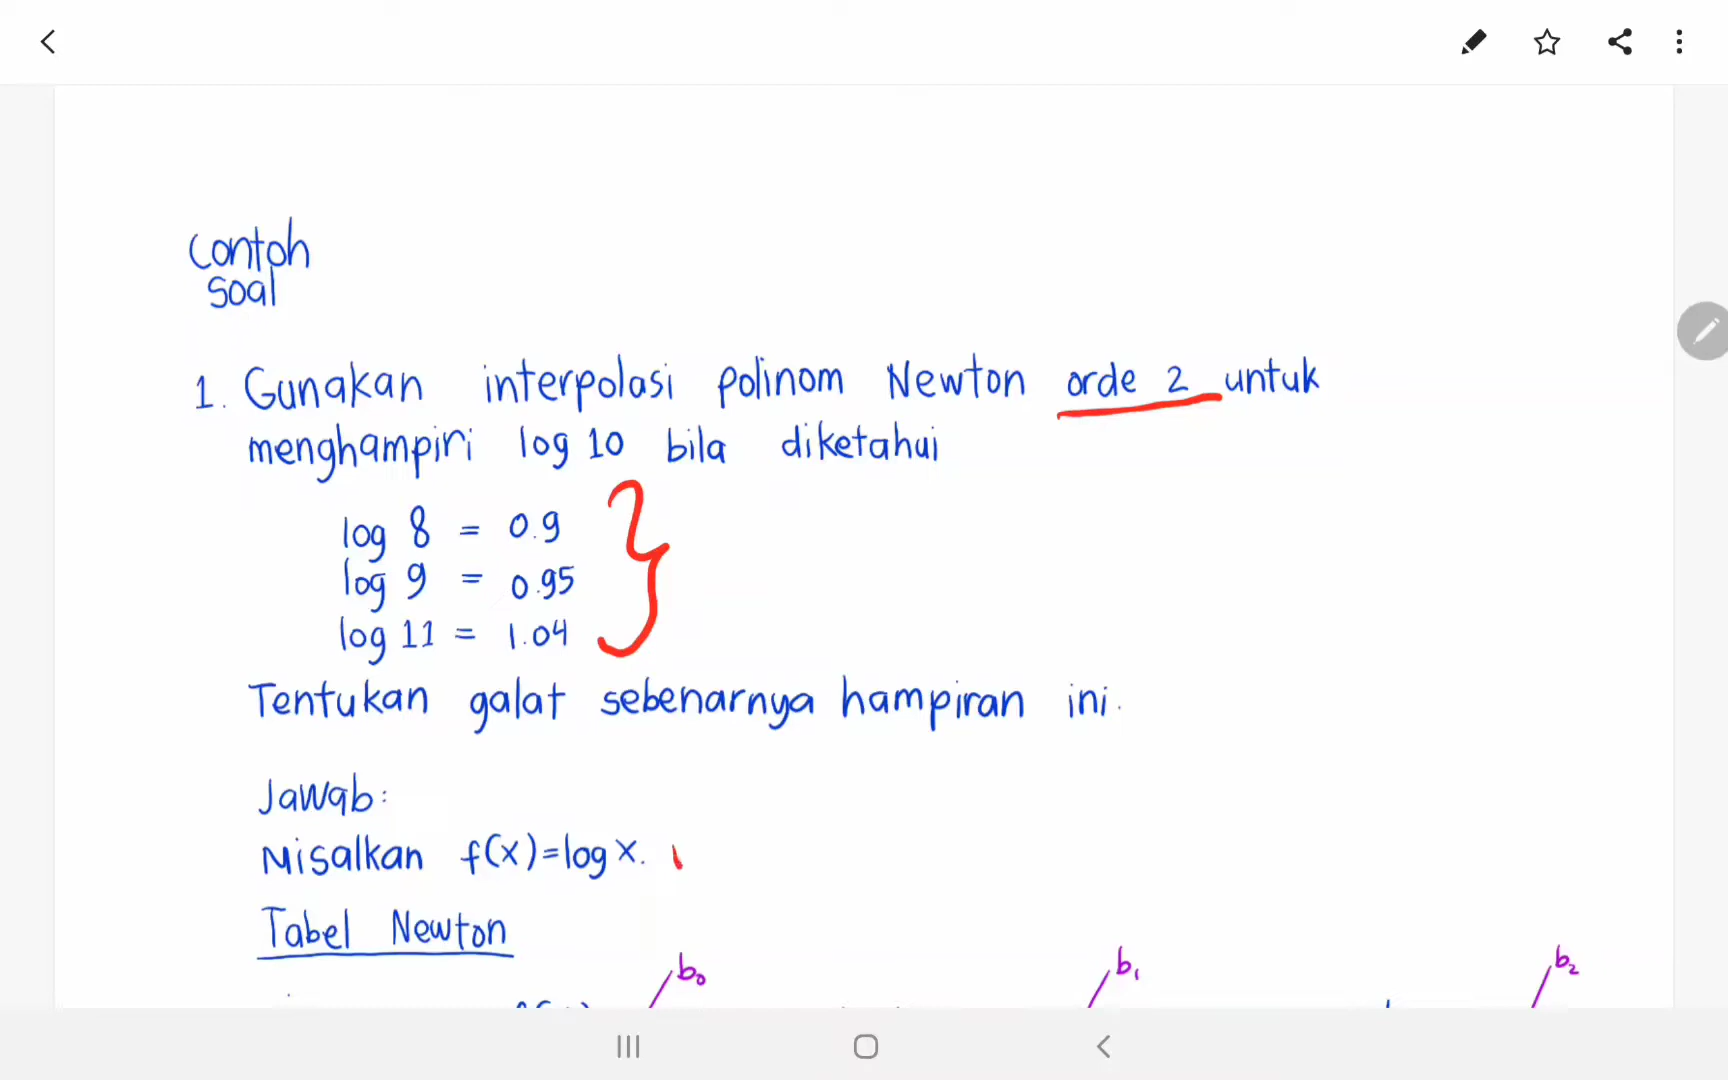 Contoh
Soal
1. Gunakan interpolasi polinom Newton orde 2 untuk
menghampiri log 10 bila diketahui
log 8 = 0.9
log 9 = 0.95
log 11 = 1.04
Tentukan galat sebenarnya hampiran ini.
Jawab:
Misalkan f(x)=log x.
Tabel Newton
b₀ b₁ b₂